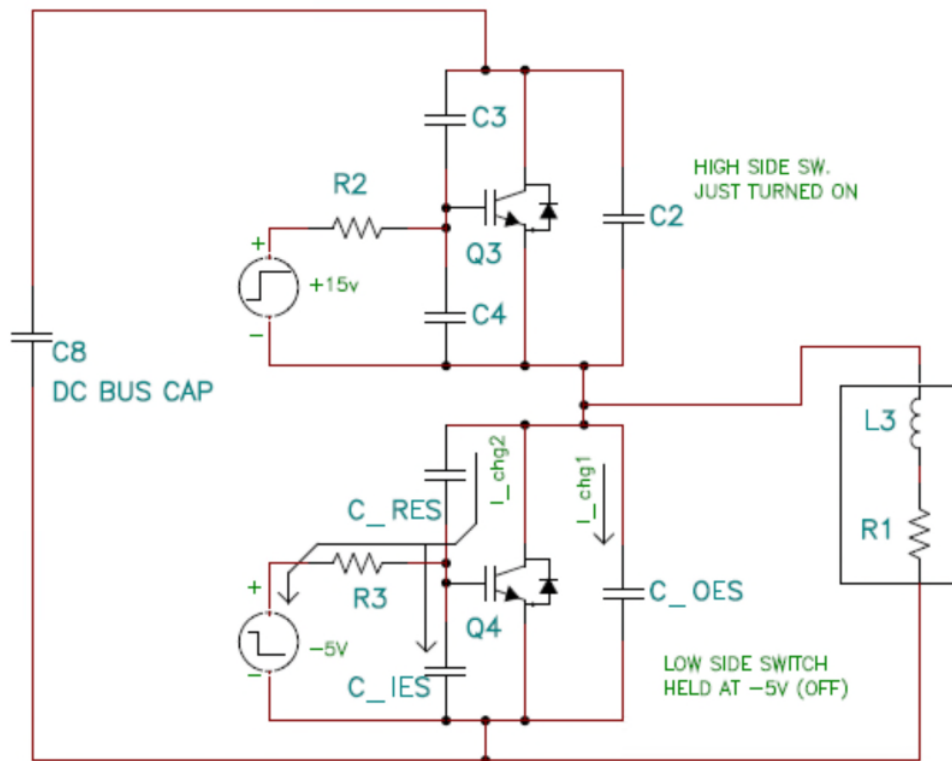 C3
HIGH SIDE SW.
JUST TURNED ON
R2
C2
+
Q3
+15v
C4
-
C8
DC BUS CAP
L3
I_chg2
I_chg1
C_RES
R1
+
R3
C_OES
Q4
-5V
-
C_IES
LOW SIDE SWITCH
HELD AT -5V (OFF)